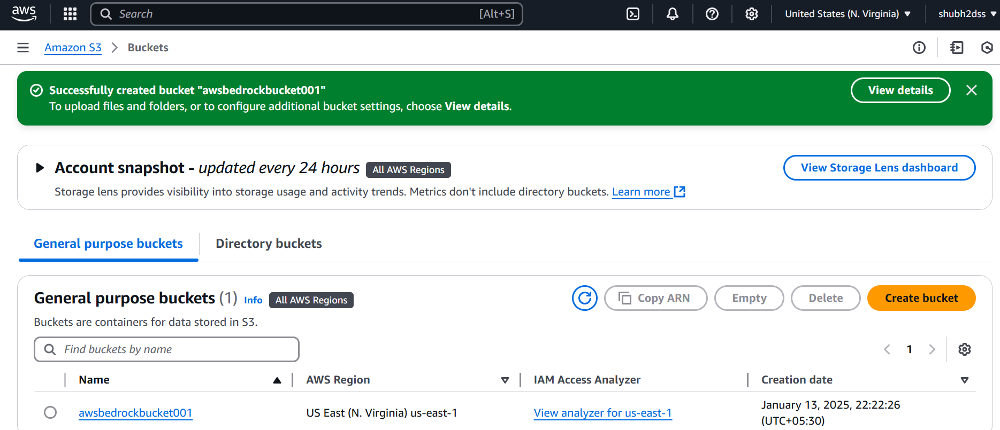 aws
Search [Alt+S]
United States (N. Virginia)
shubh2dss
Amazon S3 Buckets
Successfully created bucket "awsbedrockbucket001"
To upload files and folders, or to configure additional bucket settings, choose View details.
View details
Account snapshot - updated every 24 hours All AWS Regions
View Storage Lens dashboard
Storage lens provides visibility into storage usage and activity trends. Metrics don't include directory buckets. Learn more
General purpose buckets
Directory buckets
General purpose buckets (1) Info All AWS Regions
Copy ARN
Empty
Delete
Create bucket
Buckets are containers for data stored in S3.
Find buckets by name
1
Name
AWS Region
IAM Access Analyzer
Creation date
awsbedrockbucket001
US East (N. Virginia) us-east-1
View analyzer for us-east-1
January 13, 2025, 22:22:26
(UTC+05:30)